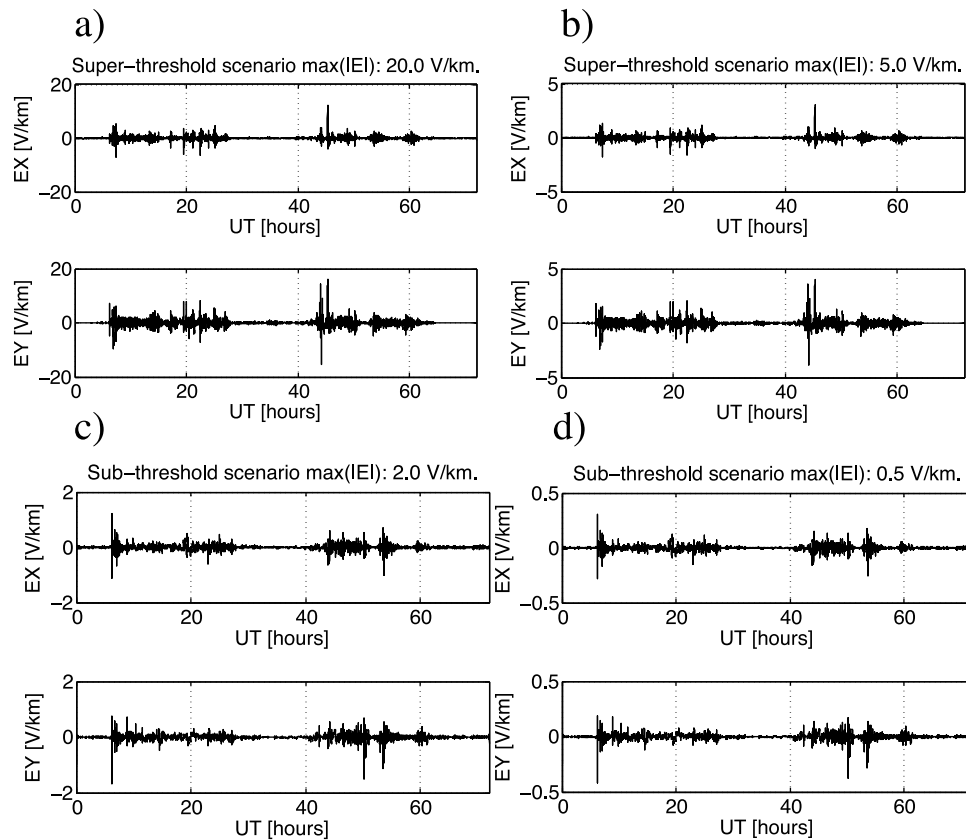 a)
Super–threshold scenario max(|E|): 20.0 V/km.
EX [V/km]
20
0
−20
0 20 40 60
UT [hours]
EY [V/km]
20
0
−20
0 20 40 60
UT [hours]
b)
Super–threshold scenario max(|E|): 5.0 V/km.
EX [V/km]
5
0
−5
0 20 40 60
UT [hours]
EY [V/km]
5
0
−5
0 20 40 60
UT [hours]
c)
Sub–threshold scenario max(|E|): 2.0 V/km.
EX [V/km]
2
0
−2
0 20 40 60
UT [hours]
EY [V/km]
2
0
−2
0 20 40 60
UT [hours]
d)
Sub–threshold scenario max(|E|): 0.5 V/km.
EX [V/km]
0.5
0
−0.5
0 20 40 60
UT [hours]
EY [V/km]
0.5
0
−0.5
0 20 40 60
UT [hours]